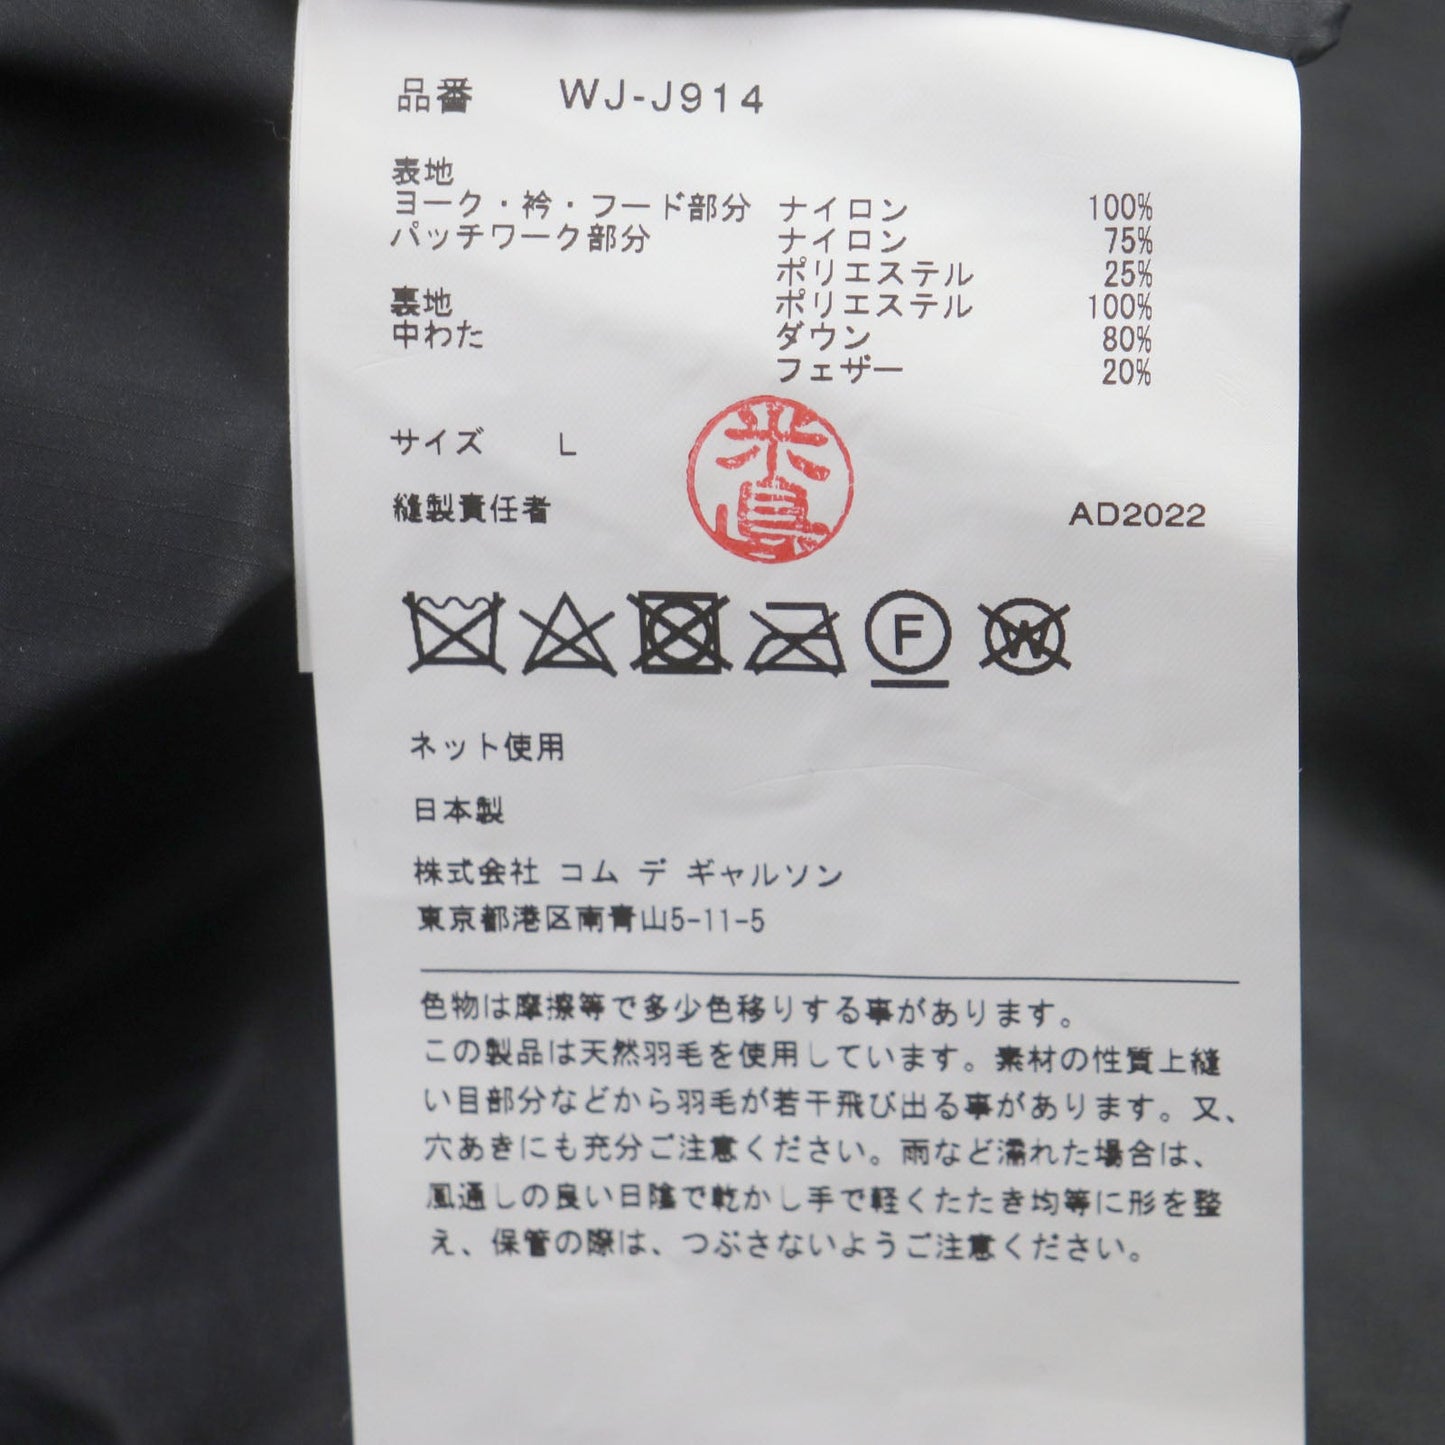 品番 WJ-J914
表地
ヨーク・衿・フード部分 ナイロン 100%
パッチワーク部分 ナイロン 75%
ポリエステル 25%
裏地 ポリエステル 100%
中わた ダウン 80%
フェザー 20%
サイズ L
縫製責任者 AD2022
F
W
ネット使用
日本製
株式会社 コム デ ギャルソン
東京都港区南青山5-11-5
色物は摩擦等で多少色移りする事があります。
この製品は天然羽毛を使用しています。素材の性質上縫
い目部分などから羽毛が若干飛び出る事があります。又、
穴あきにも充分ご注意ください。雨など濡れた場合は、
風通しの良い日陰で乾かし手で軽くたたき均等に形を整
え、保管の際は、つぶさないようご注意ください。